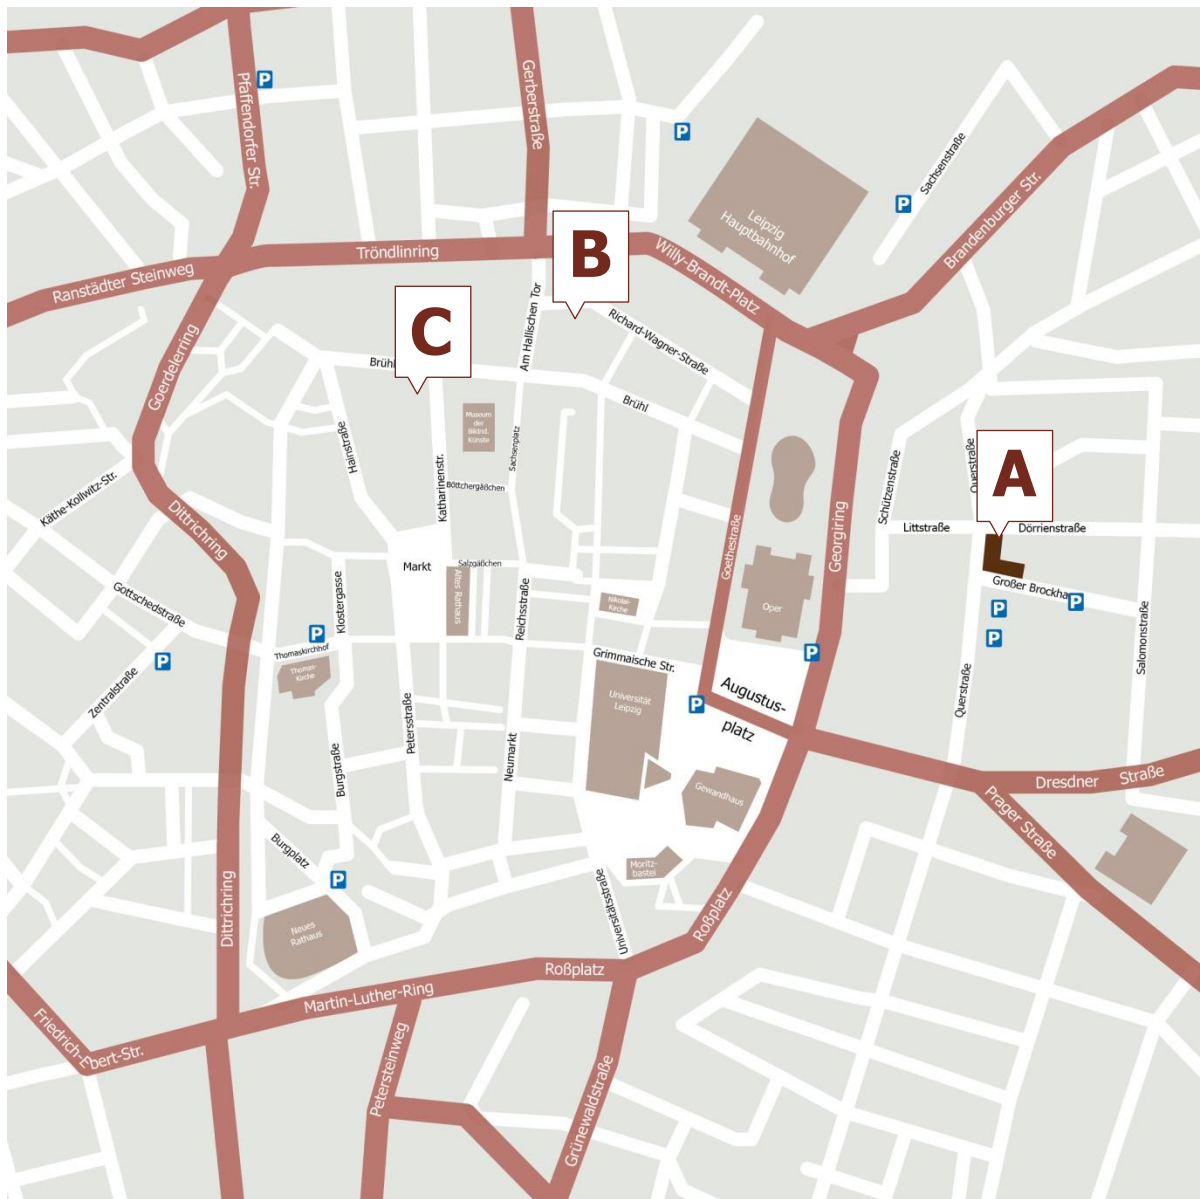 P
Pfaffendorfer Str.
Gerberstraße
P
Sachsenstraße
P
Leipzig
Hauptbahnhof
Brandenburger Str.
B
Tröndlinring
Willy-Brandt-Platz
Ranstädter Steinweg
Am Hallischen Tor
Richard-Wagner-Straße
C
Goerdelerring
Brühl
Brühl
Museum
der
Bildnd.
Künste
Hainstraße
Sachsenplatz
Katharinenstr.
Böttchergäßchen
A
Querstraße
Schützenstraße
Käthe-Kollwitz-Str.
Dittrichring
Goethestraße
Georgiring
Littstraße
Dörrienstraße
Markt
Salzgäßchen
Altes Rathaus
Klostergasse
Gottschedstraße
Reichsstraße
Nikolai-
Kirche
Oper
Großer Brockha
P
P
P
P
Thomaskirchhof
Thomas-
Kirche
P
Grimmaische Str.
P
Salomonstraße
Zentralstraße
Universität
Leipzig
Augustus-
platz
P
Querstraße
Petersstraße
Neumarkt
Burgstraße
Gewandhaus
Dresdner Straße
Prager Straße
Burgplatz
P
Moritz-
bastei
Universitätsstraße
Dittrichring
Neues
Rathaus
Roßplatz
Roßplatz
Martin-Luther-Ring
Friedrich-Ebert-Str.
Petersteinweg
Grünewaldstraße